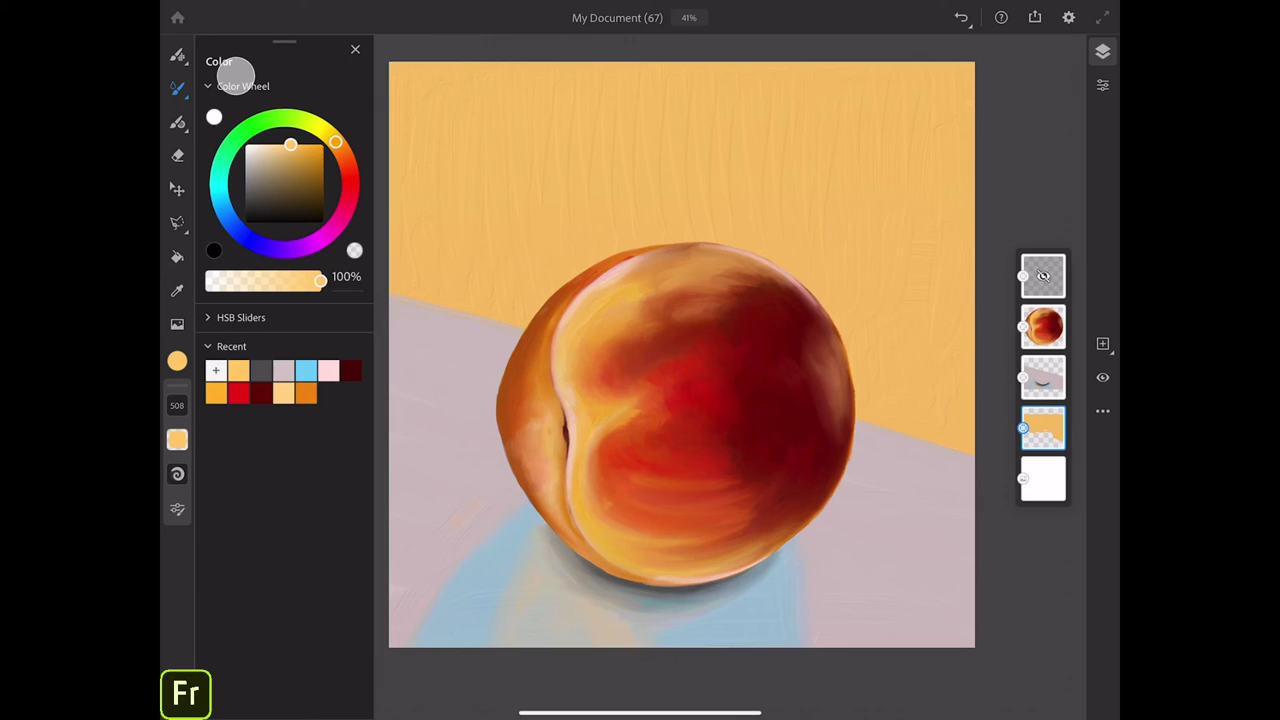 My Document (67)
41%
Color
Color Wheel
100%
HSB Sliders
Recent
508
Fr